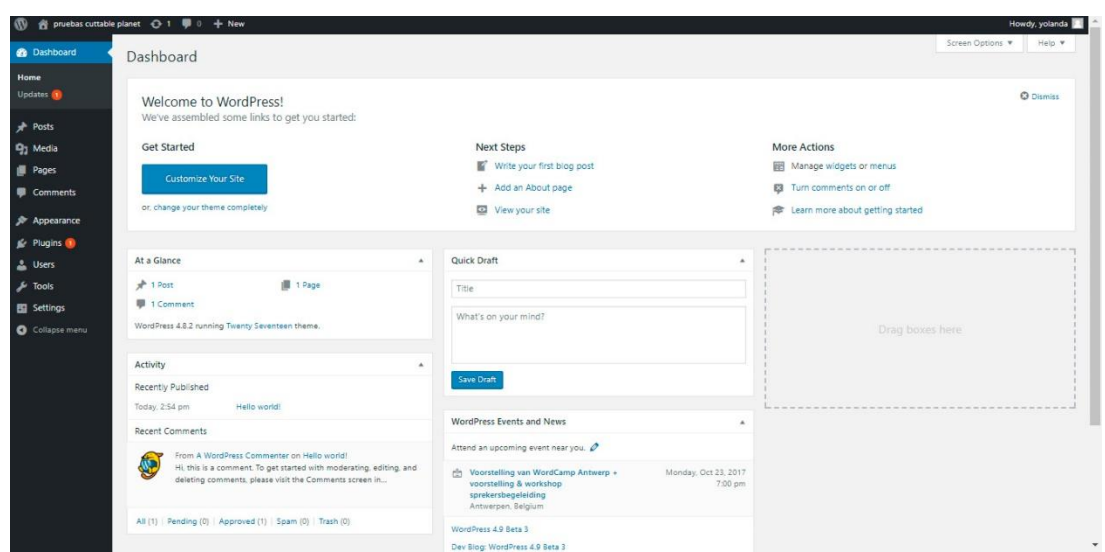 pruebas cuttable planet 1 0 + New Howdy, yolanda
Screen Options Help
Dashboard
Home
Updates 1
Posts
Media
Pages
Comments
Appearance
Plugins 1
Users
Tools
Settings
Collapse menu
Dashboard
Welcome to WordPress!
We've assembled some links to get you started:
Dismiss
Get Started
Customize Your Site
or, change your theme completely
Next Steps
Write your first blog post
Add an About page
View your site
More Actions
Manage widgets or menus
Turn comments on or off
Learn more about getting started
At a Glance
1 Post 1 Page
1 Comment
WordPress 4.8.2 running Twenty Seventeen theme.
Activity
Recently Published
Today, 2:54 pm Hello world!
Recent Comments
From A WordPress Commenter on Hello world!
Hi, this is a comment. To get started with moderating, editing, and
deleting comments, please visit the Comments screen in...
All (1) | Pending (0) | Approved (1) | Spam (0) | Trash (0)
Quick Draft
Title
What's on your mind?
Save Draft
WordPress Events and News
Attend an upcoming event near you.
Voorstelling van WordCamp Antwerp + Monday, Oct 23, 2017
voorstelling & workshop 7:00 pm
sprekersbegeleiding
Antwerpen, Belgium
WordPress 4.9 Beta 3
Dev Blog: WordPress 4.9 Beta 3
Drag boxes here